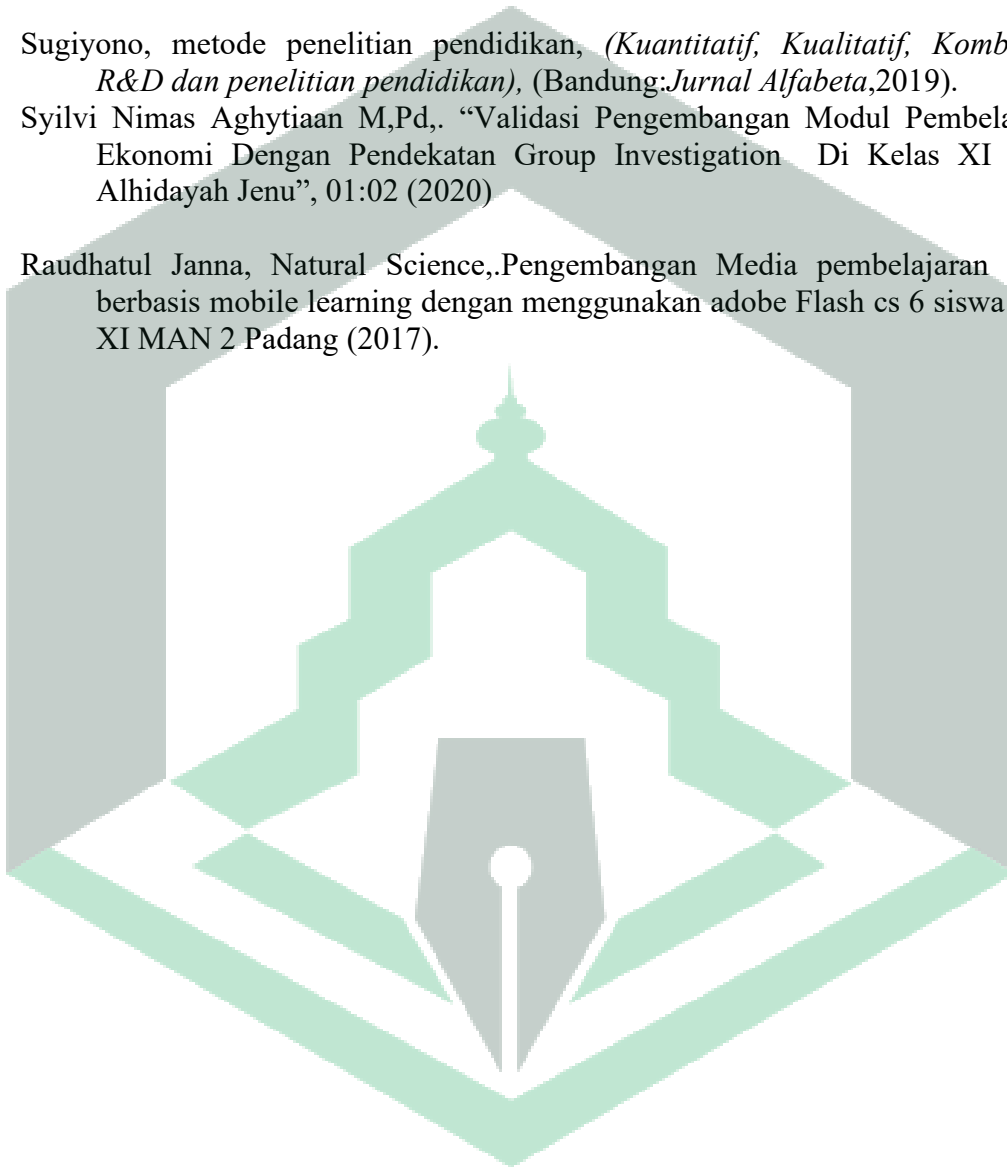 Sugiyono, metode penelitian pendidikan, (Kuantitatif, Kualitatif, Komb
R&D dan penelitian pendidikan), (Bandung:Jurnal Alfabeta,2019).
Syilvi Nimas Aghytiaan M,Pd,. “Validasi Pengembangan Modul Pembela
Ekonomi Dengan Pendekatan Group Investigation Di Kelas XI
Alhidayah Jenu”, 01:02 (2020)
Raudhatul Janna, Natural Science,.Pengembangan Media pembelajaran
berbasis mobile learning dengan menggunakan adobe Flash cs 6 siswa
XI MAN 2 Padang (2017).